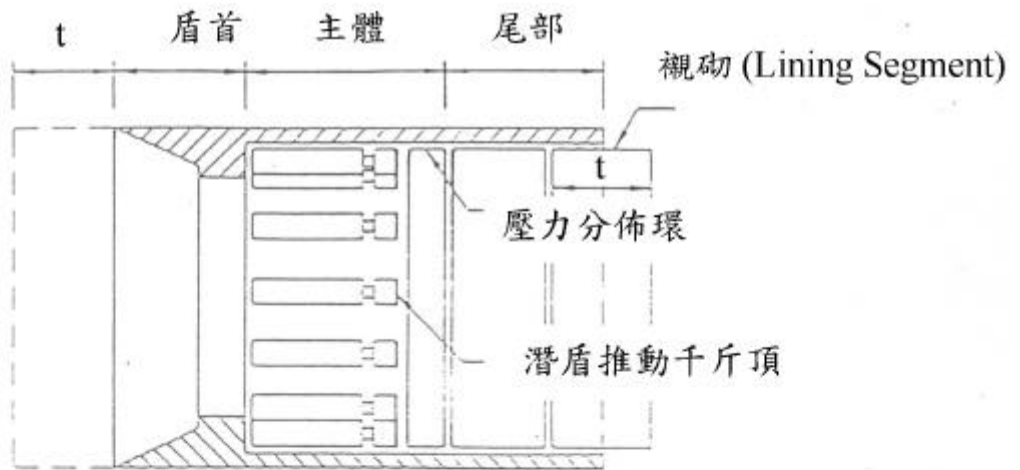 t
盾首
主體
尾部
襯砌 (Lining Segment)
t
壓力分佈環
潛盾推動千斤頂